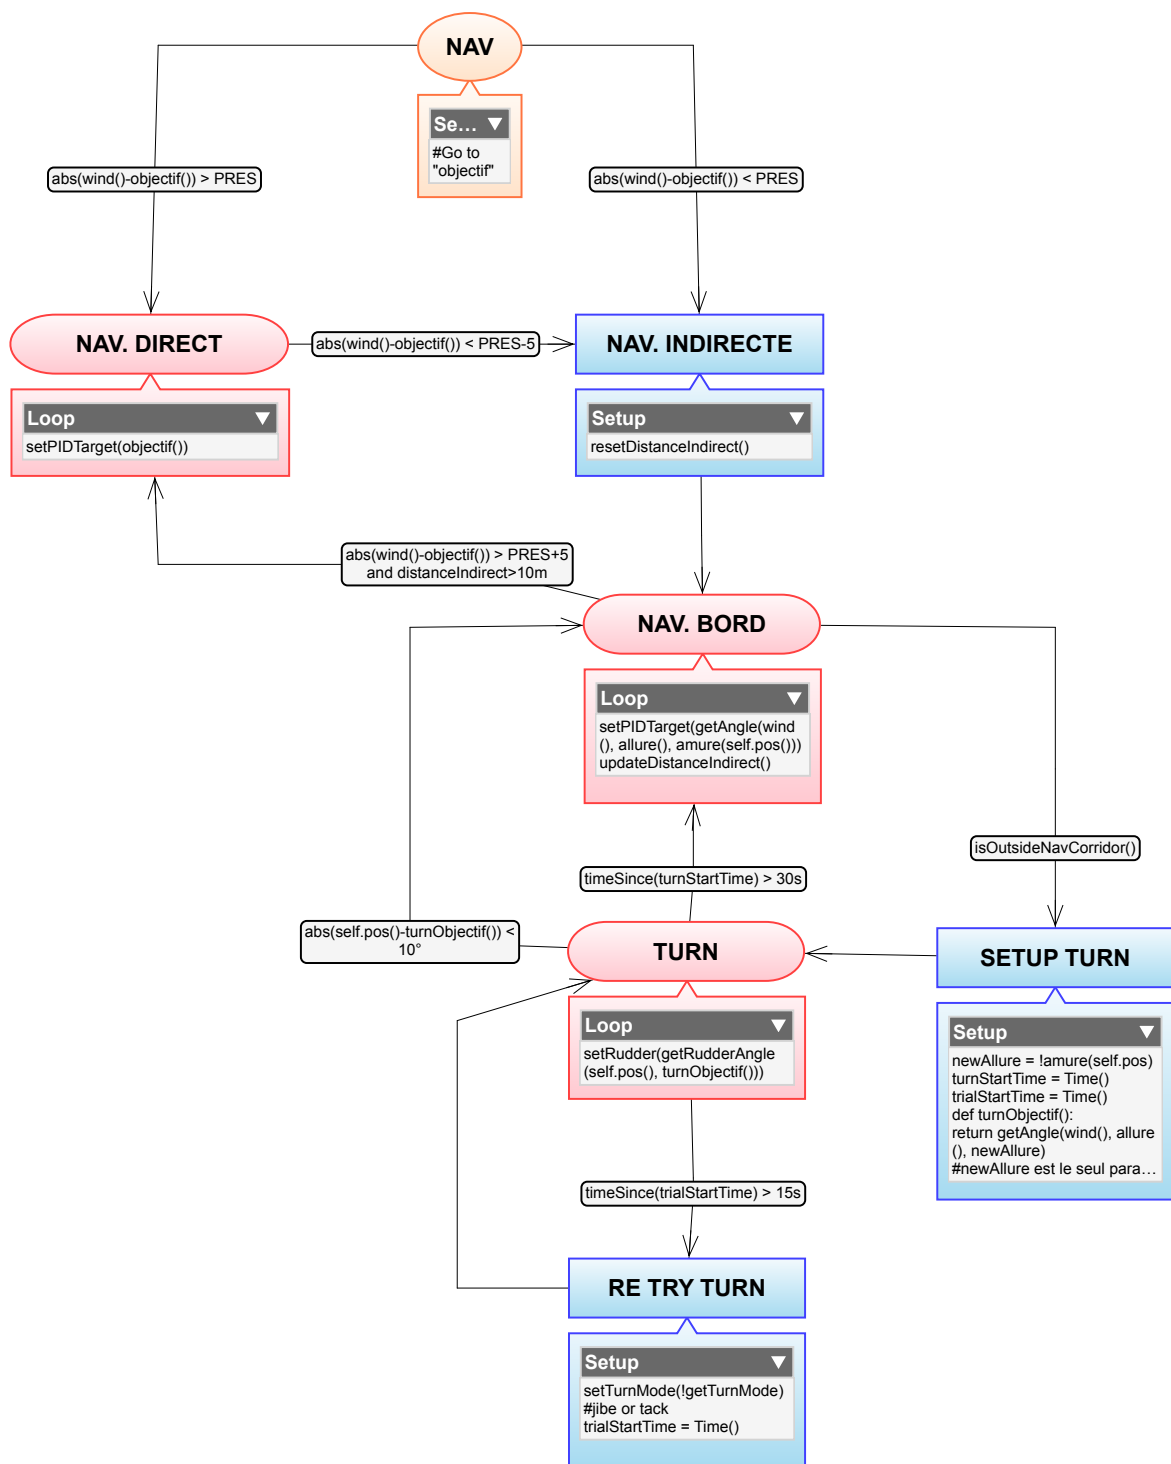 NAV
Se... ▼
#Go to
"objectif"
abs(wind()-objectif()) > PRES
abs(wind()-objectif()) < PRES
NAV. DIRECT
abs(wind()-objectif()) < PRES-5
NAV. INDIRECTE
Loop ▼
setPIDTarget(objectif())
Setup ▼
resetDistanceIndirect()
abs(wind()-objectif()) > PRES+5
and distanceIndirect>10m
NAV. BORD
Loop ▼
setPIDTarget(getAngle(wind
(), allure(), amure(self.pos()))
updateDistanceIndirect()
isOutsideNavCorridor()
timeSince(turnStartTime) > 30s
abs(self.pos()-turnObjectif()) <
10°
TURN
SETUP TURN
Loop ▼
setRudder(getRudderAngle
(self.pos(), turnObjectif()))
Setup ▼
newAllure = !amure(self.pos)
turnStartTime = Time()
trialStartTime = Time()
def turnObjectif():
return getAngle(wind(), allure
(), newAllure)
#newAllure est le seul para...
timeSince(trialStartTime) > 15s
RE TRY TURN
Setup ▼
setTurnMode(!getTurnMode)
#jibe or tack
trialStartTime = Time()